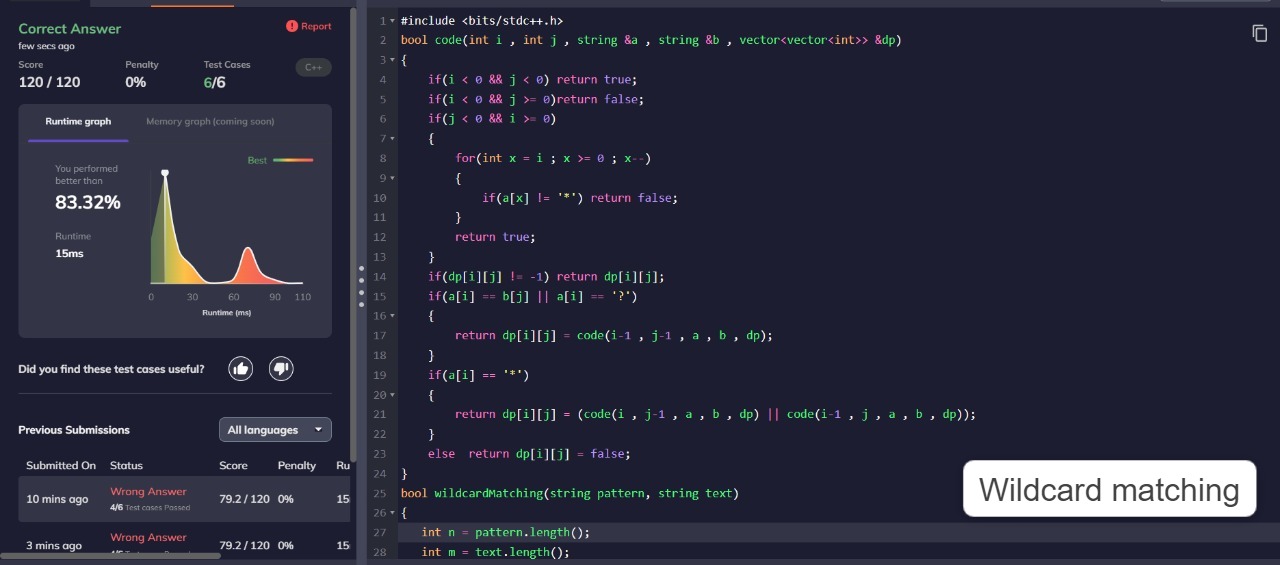 Correct Answer
Report
few secs ago
Score Penalty Test Cases
C++
120 / 120 0% 6/6
Runtime graph Memory graph (coming soon)
Best
You performed
better than
83.32%
Runtime
15ms
0 30 60 90 110
Runtime (ms)
Did you find these test cases useful?
Previous Submissions All languages
Submitted On Status Score Penalty Ru
10 mins ago Wrong Answer 79.2 / 120 0% 15
4/6 Test cases Passed
3 mins ago Wrong Answer 79.2 / 120 0% 15
1 #include <bits/stdc++.h>
2 bool code(int i , int j , string &a , string &b , vector<vector<int>> &dp)
3 {
4 if(i < 0 && j < 0) return true;
5 if(i < 0 && j >= 0)return false;
6 if(j < 0 && i >= 0)
7 {
8 for(int x = i ; x >= 0 ; x--)
9 {
10 if(a[x] != '*') return false;
11 }
12 return true;
13 }
14 if(dp[i][j] != -1) return dp[i][j];
15 if(a[i] == b[j] || a[i] == '?')
16 {
17 return dp[i][j] = code(i-1 , j-1 , a , b , dp);
18 }
19 if(a[i] == '*')
20 {
21 return dp[i][j] = (code(i , j-1 , a , b , dp) || code(i-1 , j , a , b , dp));
22 }
23 else return dp[i][j] = false;
24 }
25 bool wildcardMatching(string pattern, string text)
26 {
27 int n = pattern.length();
28 int m = text.length();
Wildcard matching